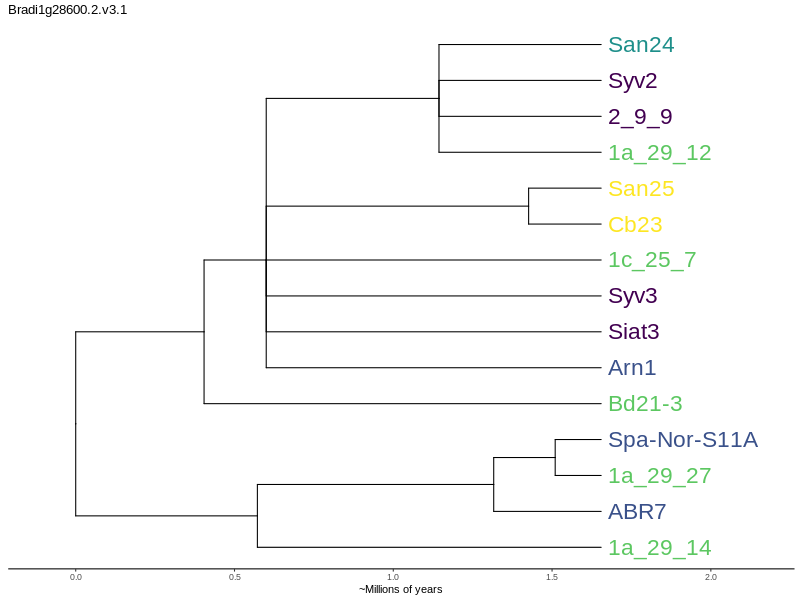 Bradi1g28600.2.v3.1
San24
Syv2
2_9_9
1a_29_12
San25
Cb23
1c_25_7
Syv3
Siat3
Arn1
Bd21-3
Spa-Nor-S11A
1a_29_27
ABR7
1a_29_14
0.0 0.5 1.0 1.5 2.0
~Millions of years